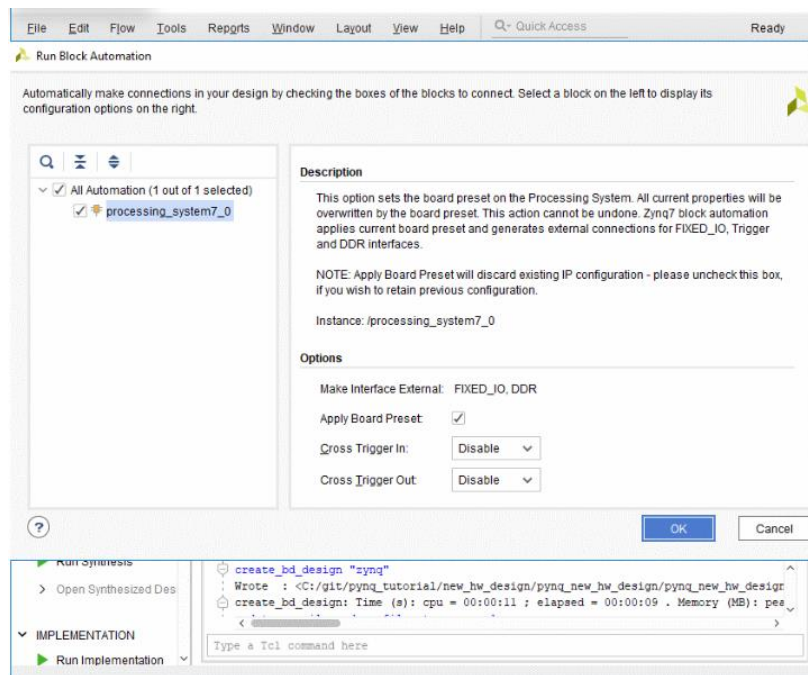 File Edit Flow Tools Reports Window Layout View Help Q- Quick Access Ready
Run Block Automation
Automatically make connections in your design by checking the boxes of the blocks to connect. Select a block on the left to display its
configuration options on the right.
All Automation (1 out of 1 selected)
processing_system7_0
Description
This option sets the board preset on the Processing System. All current properties will be
overwritten by the board preset. This action cannot be undone. Zynq7 block automation
applies current board preset and generates external connections for FIXED_IO, Trigger
and DDR interfaces.
NOTE: Apply Board Preset will discard existing IP configuration - please uncheck this box,
if you wish to retain previous configuration.
Instance: /processing_system7_0
Options
Make Interface External: FIXED_IO, DDR
Apply Board Preset:
Cross Trigger In: Disable
Cross Trigger Out: Disable
?
OK Cancel
Run Synthesis
Open Synthesized Des
IMPLEMENTATION
Run Implementation
create_bd_design "zynq"
Wrote : <C:/git/pynq_tutorial/new_hw_design/pynq_new_hw_design/pynq_new_hw_design
create_bd_design: Time (s): cpu = 00:00:11 ; elapsed = 00:00:09 . Memory (MB): pea
Type a Tcl command here